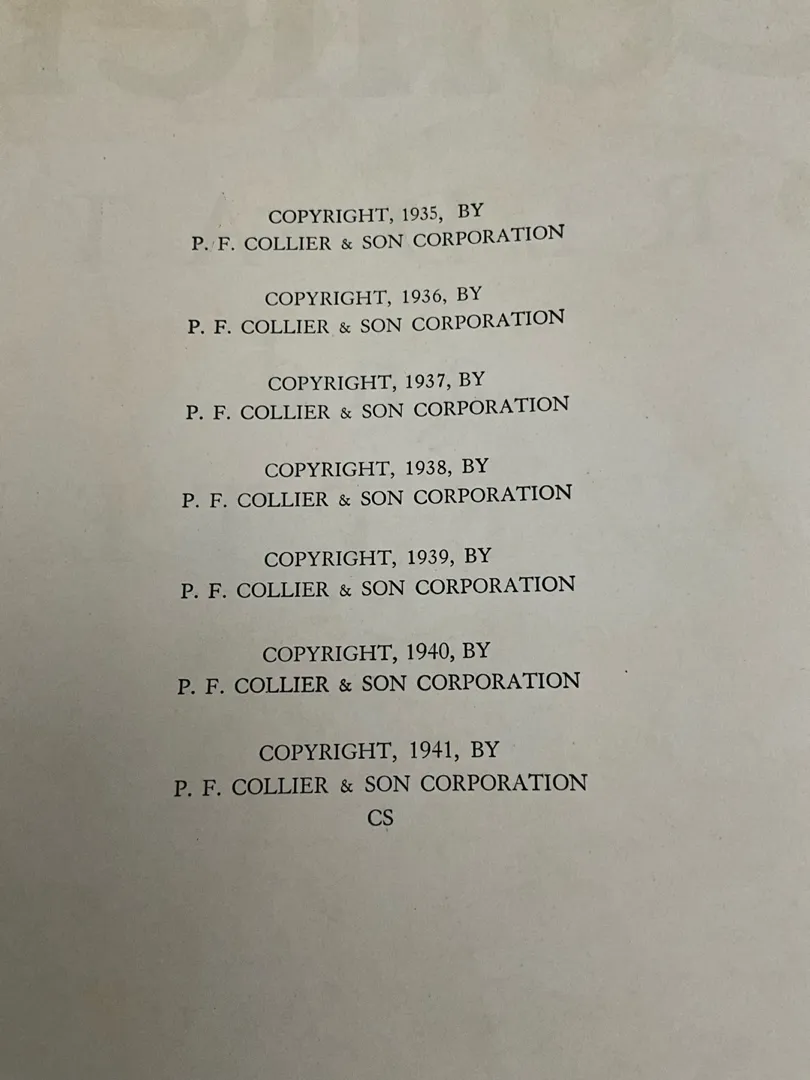 COPYRIGHT, 1935, BY
P. F. COLLIER & SON CORPORATION
COPYRIGHT, 1936, BY
P. F. COLLIER & SON CORPORATION
COPYRIGHT, 1937, BY
P. F. COLLIER & SON CORPORATION
COPYRIGHT, 1938, BY
P. F. COLLIER & SON CORPORATION
COPYRIGHT, 1939, BY
P. F. COLLIER & SON CORPORATION
COPYRIGHT, 1940, BY
P. F. COLLIER & SON CORPORATION
COPYRIGHT, 1941, BY
P. F. COLLIER & SON CORPORATION
CS